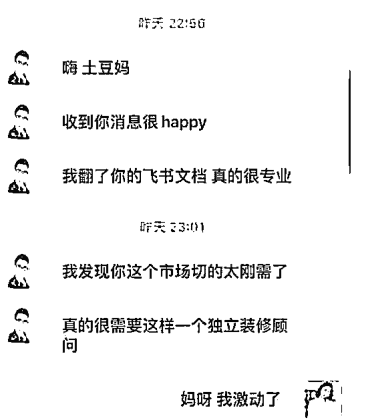 昨天 22:56
嗨 土豆妈
收到你消息很 happy
我翻了你的飞书文档 真的很专业
昨天 23:01
我发现你这个市场切的太刚需了
真的很需要这样一个独立装修顾
问
妈呀 我激动了